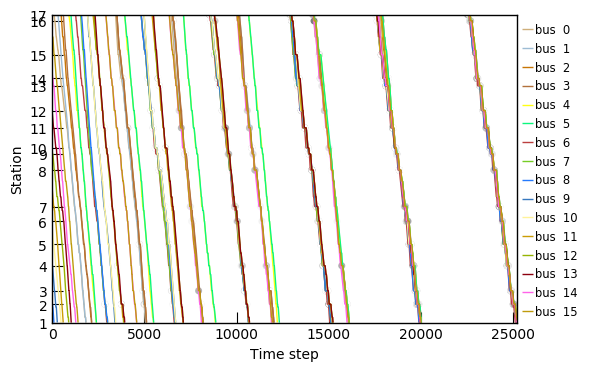 17
16
15
14
13
12
11
10
9
8
7
6
5
4
3
2
1
Station
0
5000
10000
15000
20000
25000
Time step
bus 0
bus 1
bus 2
bus 3
bus 4
bus 5
bus 6
bus 7
bus 8
bus 9
bus 10
bus 11
bus 12
bus 13
bus 14
bus 15